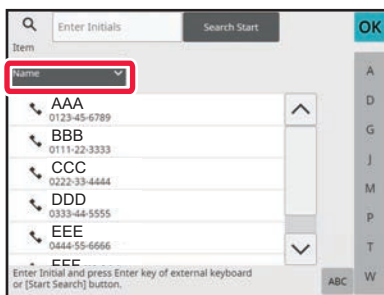 Enter Initials Search Start OK
Item
Name
A
AAA
0123-45-6789
D
BBB
0111-22-3333
G
CCC
0222-33-4444
J
DDD
0333-44-5555
M
EEE
0444-55-6666
P
FFF
T
Enter Initial and press Enter key of external keyboard
or [Start Search] button.
ABC W